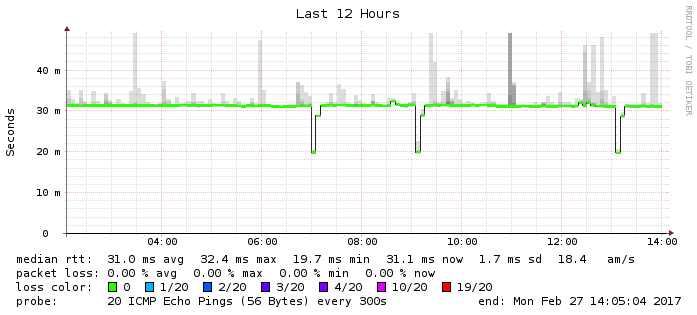 Last 12 Hours
RRDTOOL / TOBI OETIKER
Seconds
40 m
30 m
20 m
10 m
0
04:00 06:00 08:00 10:00 12:00 14:00
median rtt: 31.0 ms avg 32.4 ms max 19.7 ms min 31.1 ms now 1.7 ms sd 18.4 am/s
packet loss: 0.00 % avg 0.00 % max 0.00 % min 0.00 % now
loss color: 0 1/20 2/20 3/20 4/20 10/20 19/20
probe: 20 ICMP Echo Pings (56 Bytes) every 300s end: Mon Feb 27 14:05:04 2017